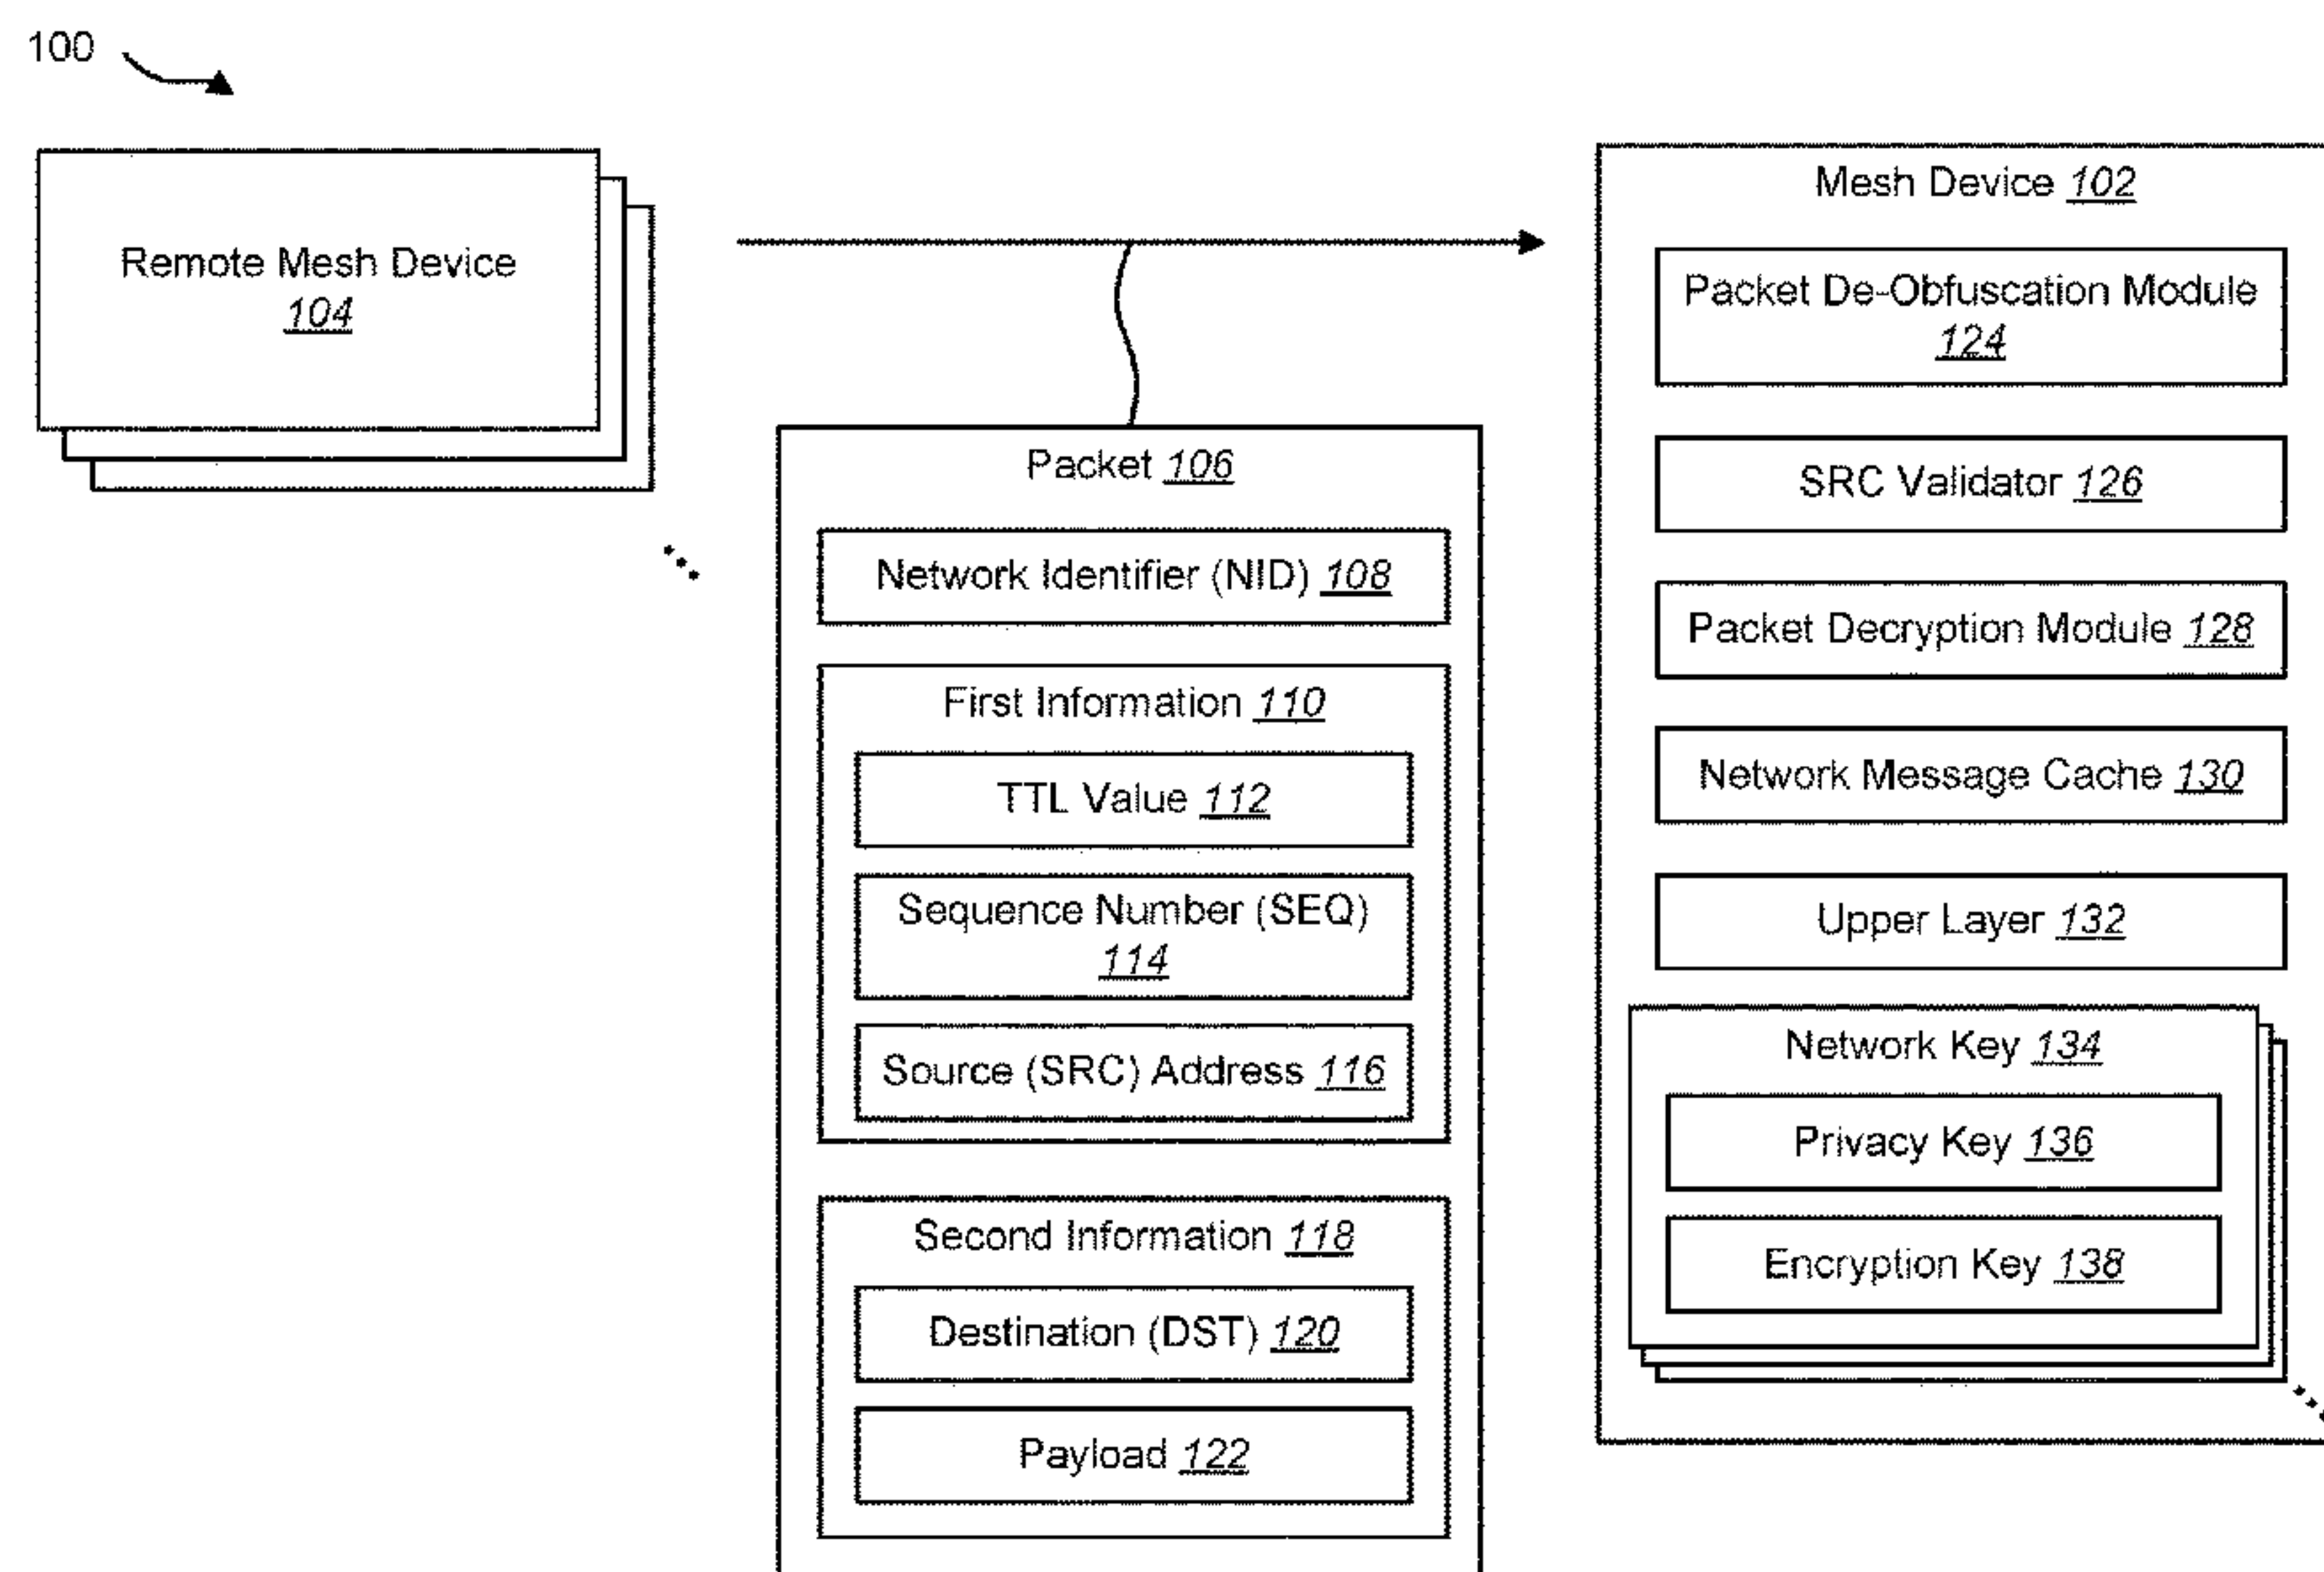 100
Remote Mesh Device
104
Packet 106
Network Identifier (NID) 108
First Information 110
TTL Value 112
Sequence Number (SEQ)
114
Source (SRC) Address 116
Second Information 118
Destination (DST) 120
Payload 122
Mesh Device 102
Packet De-Obfuscation Module
124
SRC Validator 126
Packet Decryption Module 128
Network Message Cache 130
Upper Layer 132
Network Key 134
Privacy Key 136
Encryption Key 138